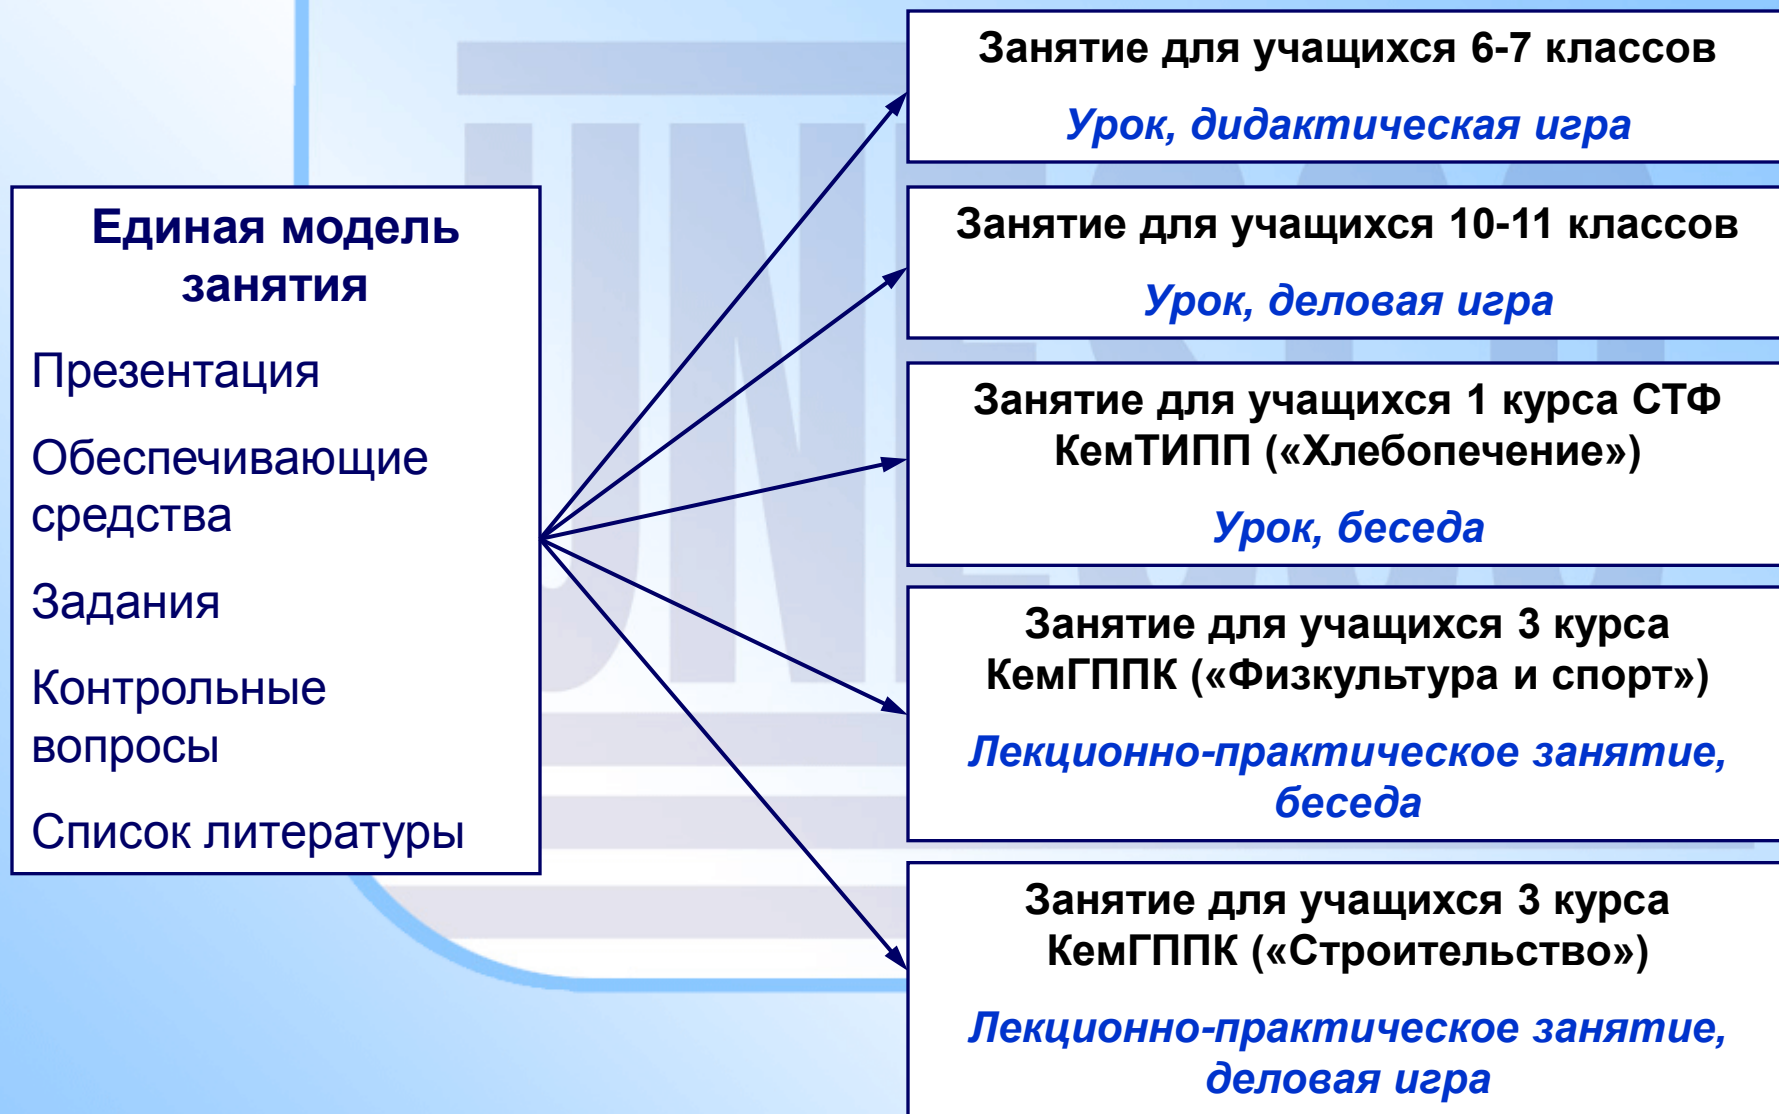 Единая модель
занятия
Презентация
Обеспечивающие
средства
Задания
Контрольные
вопросы
Список литературы
Занятие для учащихся 6-7 классов
Урок, дидактическая игра
Занятие для учащихся 10-11 классов
Урок, деловая игра
Занятие для учащихся 1 курса СТФ
КемТИПП («Хлебопечение»)
Урок, беседа
Занятие для учащихся 3 курса
КемГППК («Физкультура и спорт»)
Лекционно-практическое занятие,
беседа
Занятие для учащихся 3 курса
КемГППК («Строительство»)
Лекционно-практическое занятие,
деловая игра